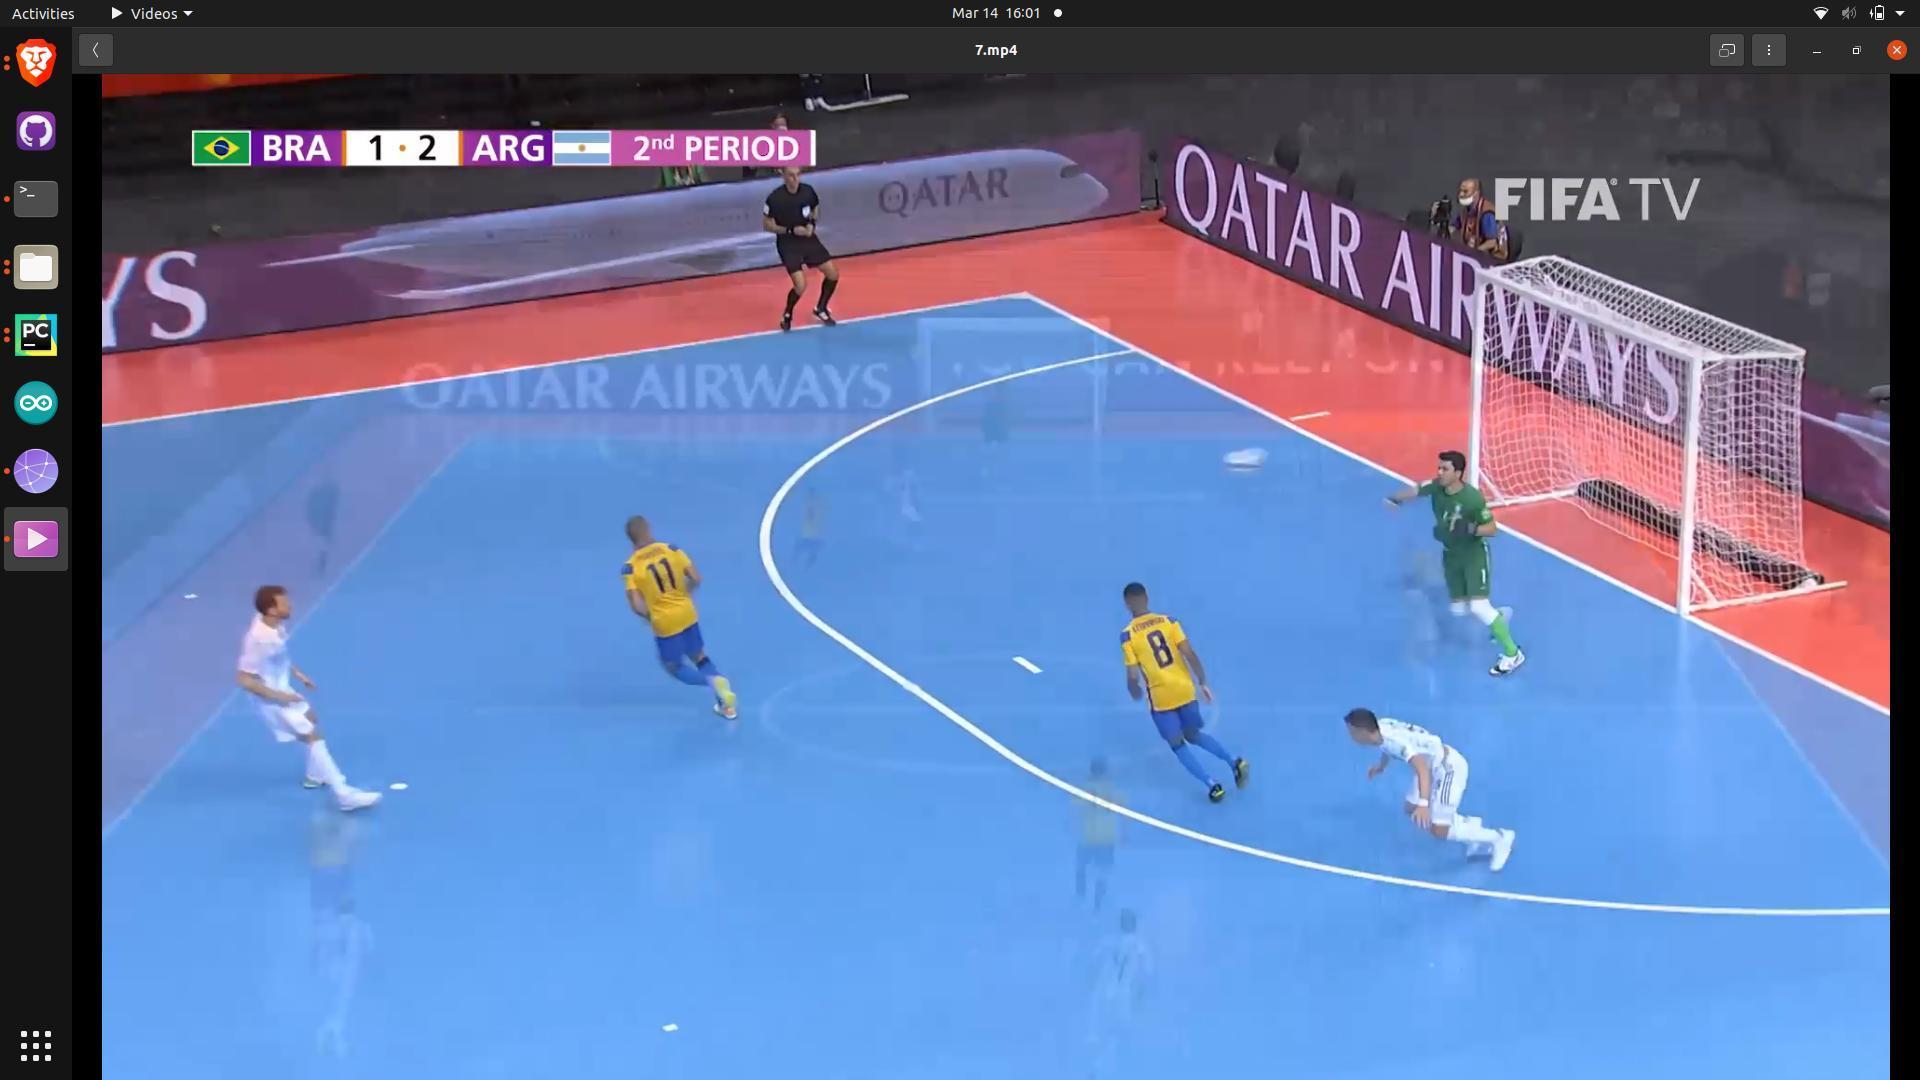 Activities
Videos
Mar 14 16:01
7.mp4
>_
PC
BRA 1 · 2 ARG 2nd PERIOD
QATAR
QATAR AIRWAYS
FIFA TV
YS
QATAR AIRWAYS
11
8
1